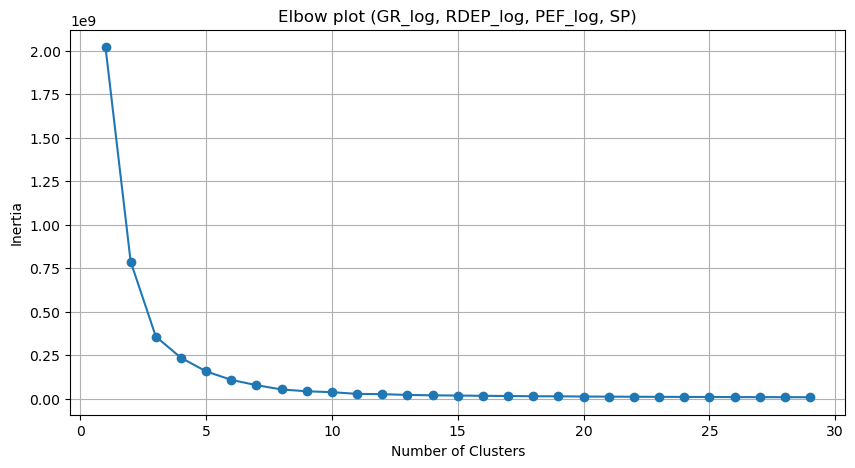 Elbow plot (GR_log, RDEP_log, PEF_log, SP)
1e9
2.00
1.75
1.50
1.25
1.00
0.75
0.50
0.25
0.00
Inertia
0 5 10 15 20 25 30
Number of Clusters